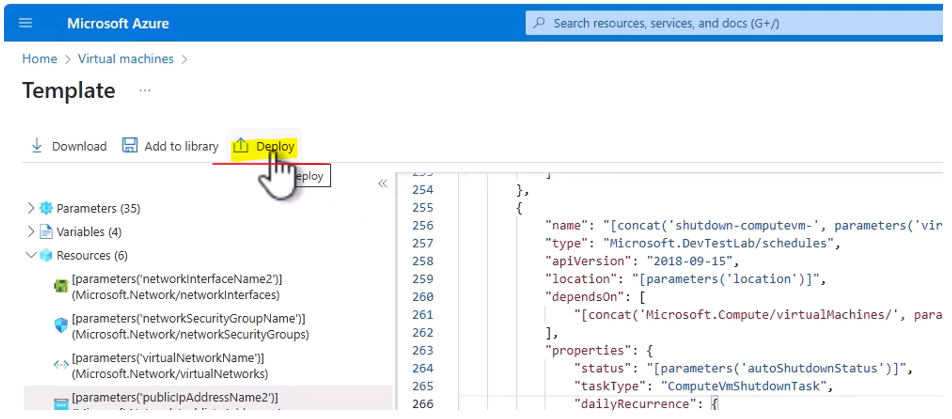 Microsoft Azure
Search resources, services, and docs (G+/)
Home > Virtual machines >
Template ...
Download Add to library Deploy
eploy
«
Parameters (35)
Variables (4)
Resources (6)
[parameters('networkInterfaceName2')]
(Microsoft.Network/networkInterfaces)
[parameters('networkSecurityGroupName')]
(Microsoft.Network/networkSecurityGroups)
[parameters('virtualNetworkName')]
(Microsoft.Network/virtualNetworks)
[parameters('publicIpAddressName2')]
253 ]
254 },
255 {
256 "name": "[concat('shutdown-computevm-', parameters('vir
257 "type": "Microsoft.DevTestLab/schedules",
258 "apiVersion": "2018-09-15",
259 "location": "[parameters('location')]",
260 "dependsOn": [
261 "[concat('Microsoft.Compute/virtualMachines/', para
262 ],
263 "properties": {
264 "status": "[parameters('autoShutdownStatus')]",
265 "taskType": "ComputeVmShutdownTask",
266 "dailyRecurrence": {